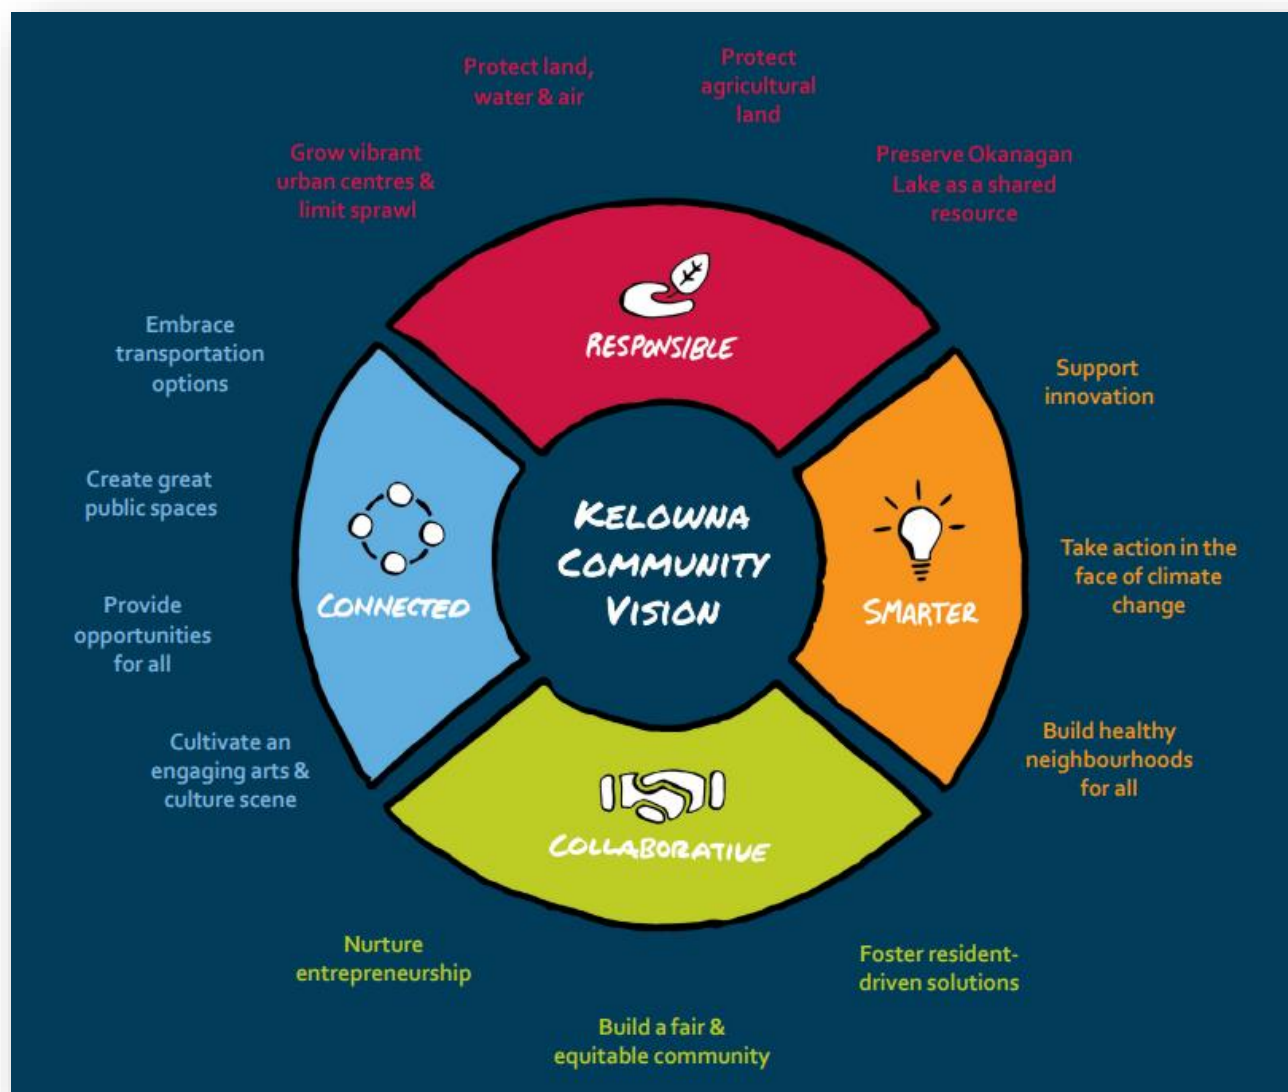 Protect land,
water & air
Protect
agricultural
land
Grow vibrant
urban centres &
limit sprawl
Preserve Okanagan
Lake as a shared
resource
RESPONSIBLE
Embrace
transportation
options
Support
innovation
Create great
public spaces
KELOWNA
COMMUNITY
VISION
CONNECTED
SMARTER
Take action in the
face of climate
change
Provide
opportunities
for all
Cultivate an
engaging arts &
culture scene
Build healthy
neighbourhoods
for all
COLLABORATIVE
Nurture
entrepreneurship
Foster resident-
driven solutions
Build a fair &
equitable community